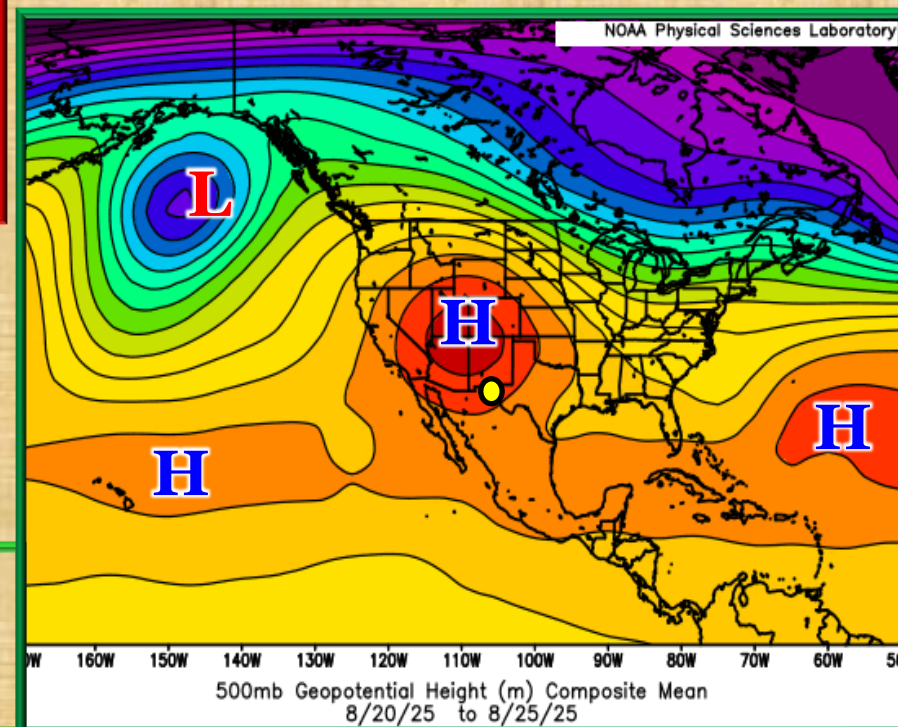 NOAA Physical Sciences Laboratory
L
H
H
H
160W 150W 140W 130W 120W 110W 100W 90W 80W 70W 60W
500mb Geopotential Height (m) Composite Mean
8/20/25 to 8/25/25